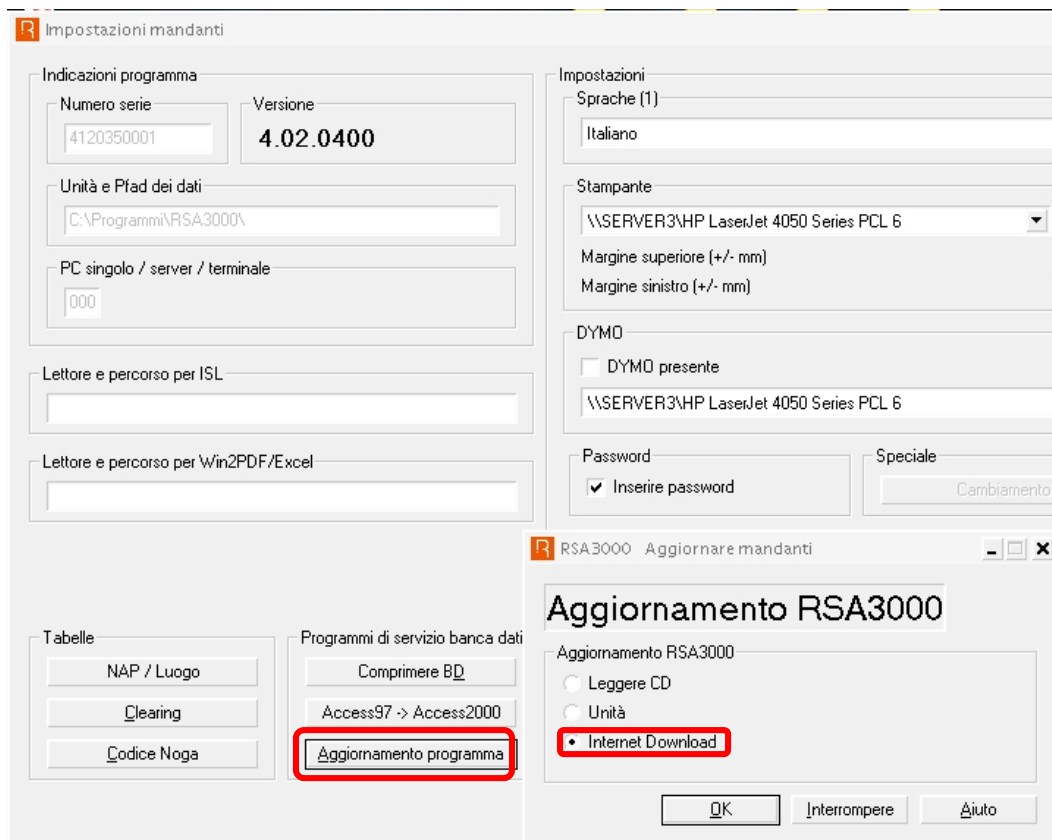 Impostazioni mandanti
Indicazioni programma
Numero serie
4120350001
Versione
4.02.0400
Unità e Pfad dei dati
C:\Programmi\RSA3000\
PC singolo / server / terminale
000
Lettore e percorso per ISL
Lettore e percorso per Win2PDF/Excel
Impostazioni
Sprache (1)
Italiano
Stampante
\\SERVER3\HP LaserJet 4050 Series PCL 6
Margine superiore (+/- mm)
Margine sinistro (+/- mm)
DYMO
DYMO presente
\\SERVER3\HP LaserJet 4050 Series PCL 6
Password
Inserire password
Speciale
Cambiamento
Tabelle
NAP / Luogo
Clearing
Codice Noga
Programmi di servizio banca dati
Comprimere BD
Access97 -> Access2000
Aggiornamento programma
RSA3000 Aggiornare mandanti
Aggiornamento RSA3000
Aggiornamento RSA3000
Leggere CD
Unità
Internet Download
OK
Interrompere
Aiuto